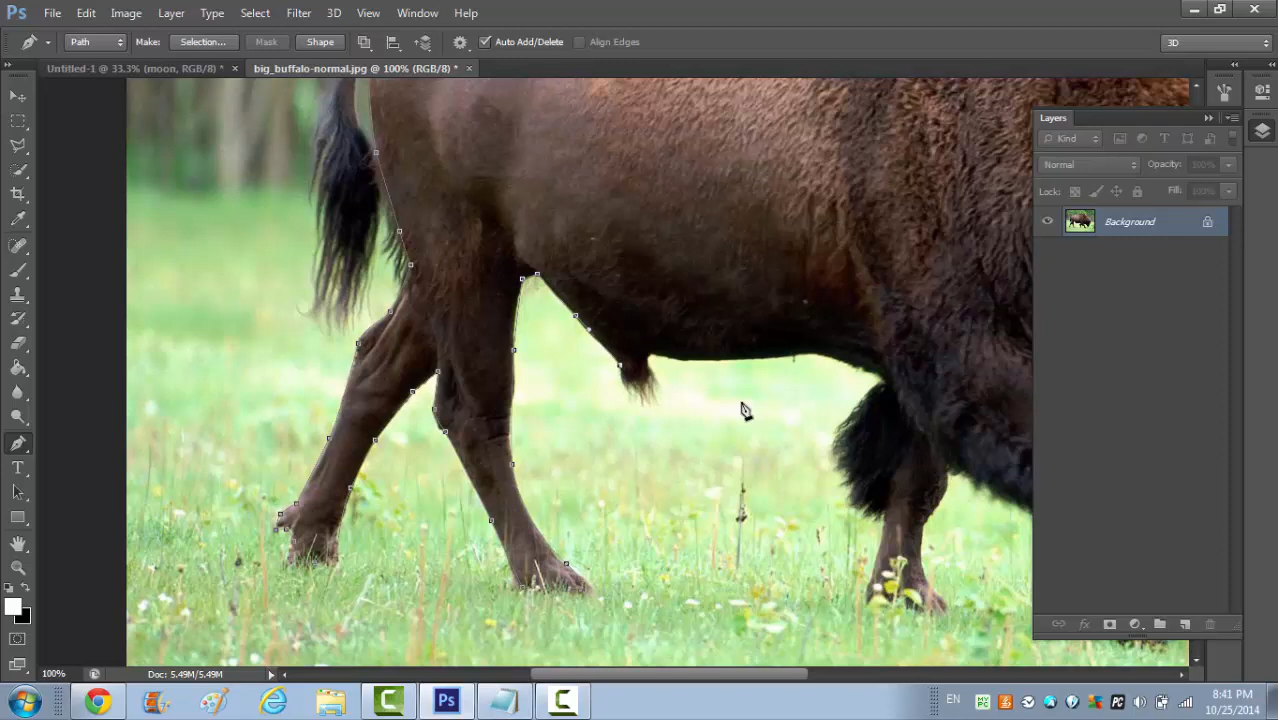 Ps File Edit Image Layer Type Select Filter 3D View Window Help
Path Make: Selection... Mask Shape Auto Add/Delete Align Edges 3D
Untitled-1 @ 33.3% (moon, RGB/8) * × big_buffalo-normal.jpg @ 100% (RGB/8) * ×
Layers
Kind
Normal Opacity: 100%
Lock: Fill: 100%
Background
100% Doc: 5.49M/5.49M
EN 8:41 PM
10/25/2014